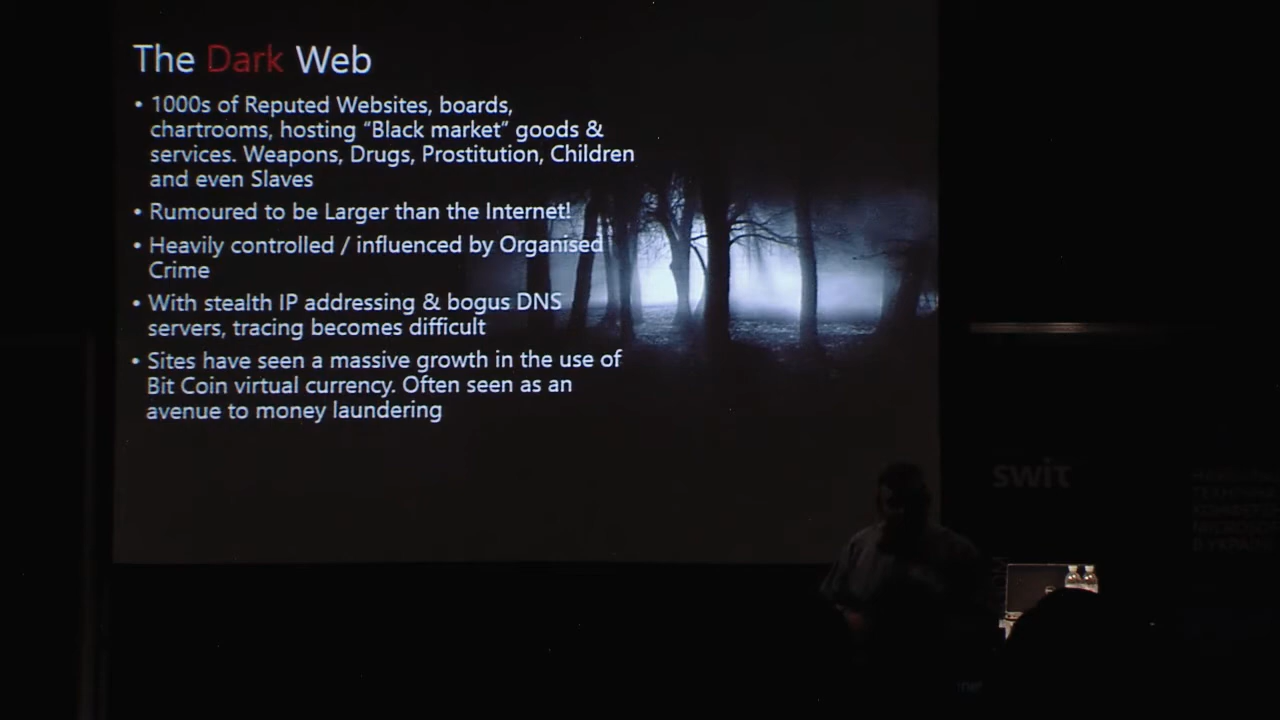 The Dark Web
• 1000s of Reputed Websites, boards,
chartrooms, hosting “Black market” goods &
services. Weapons, Drugs, Prostitution, Children
and even Slaves
• Rumoured to be Larger than the Internet!
• Heavily controlled / influenced by Organised
Crime
• With stealth IP addressing & bogus DNS
servers, tracing becomes difficult
• Sites have seen a massive growth in the use of
Bit Coin virtual currency. Often seen as an
avenue to money laundering
swit